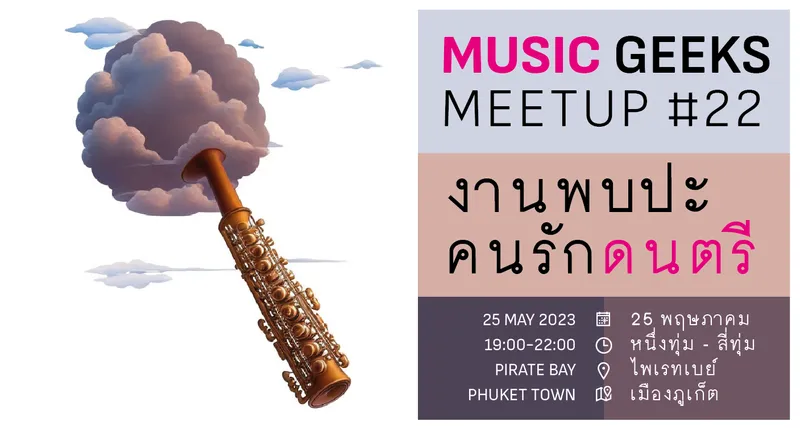 MUSIC GEEKS
MEETUP #22
งานพบปะ
คนรักดนตรี
25 MAY 2023
25 พฤษภาคม
19:00-22:00
หนึ่งทุ่ม - สี่ทุ่ม
PIRATE BAY
ไพเรทเบย์
PHUKET TOWN
เมืองภูเก็ต